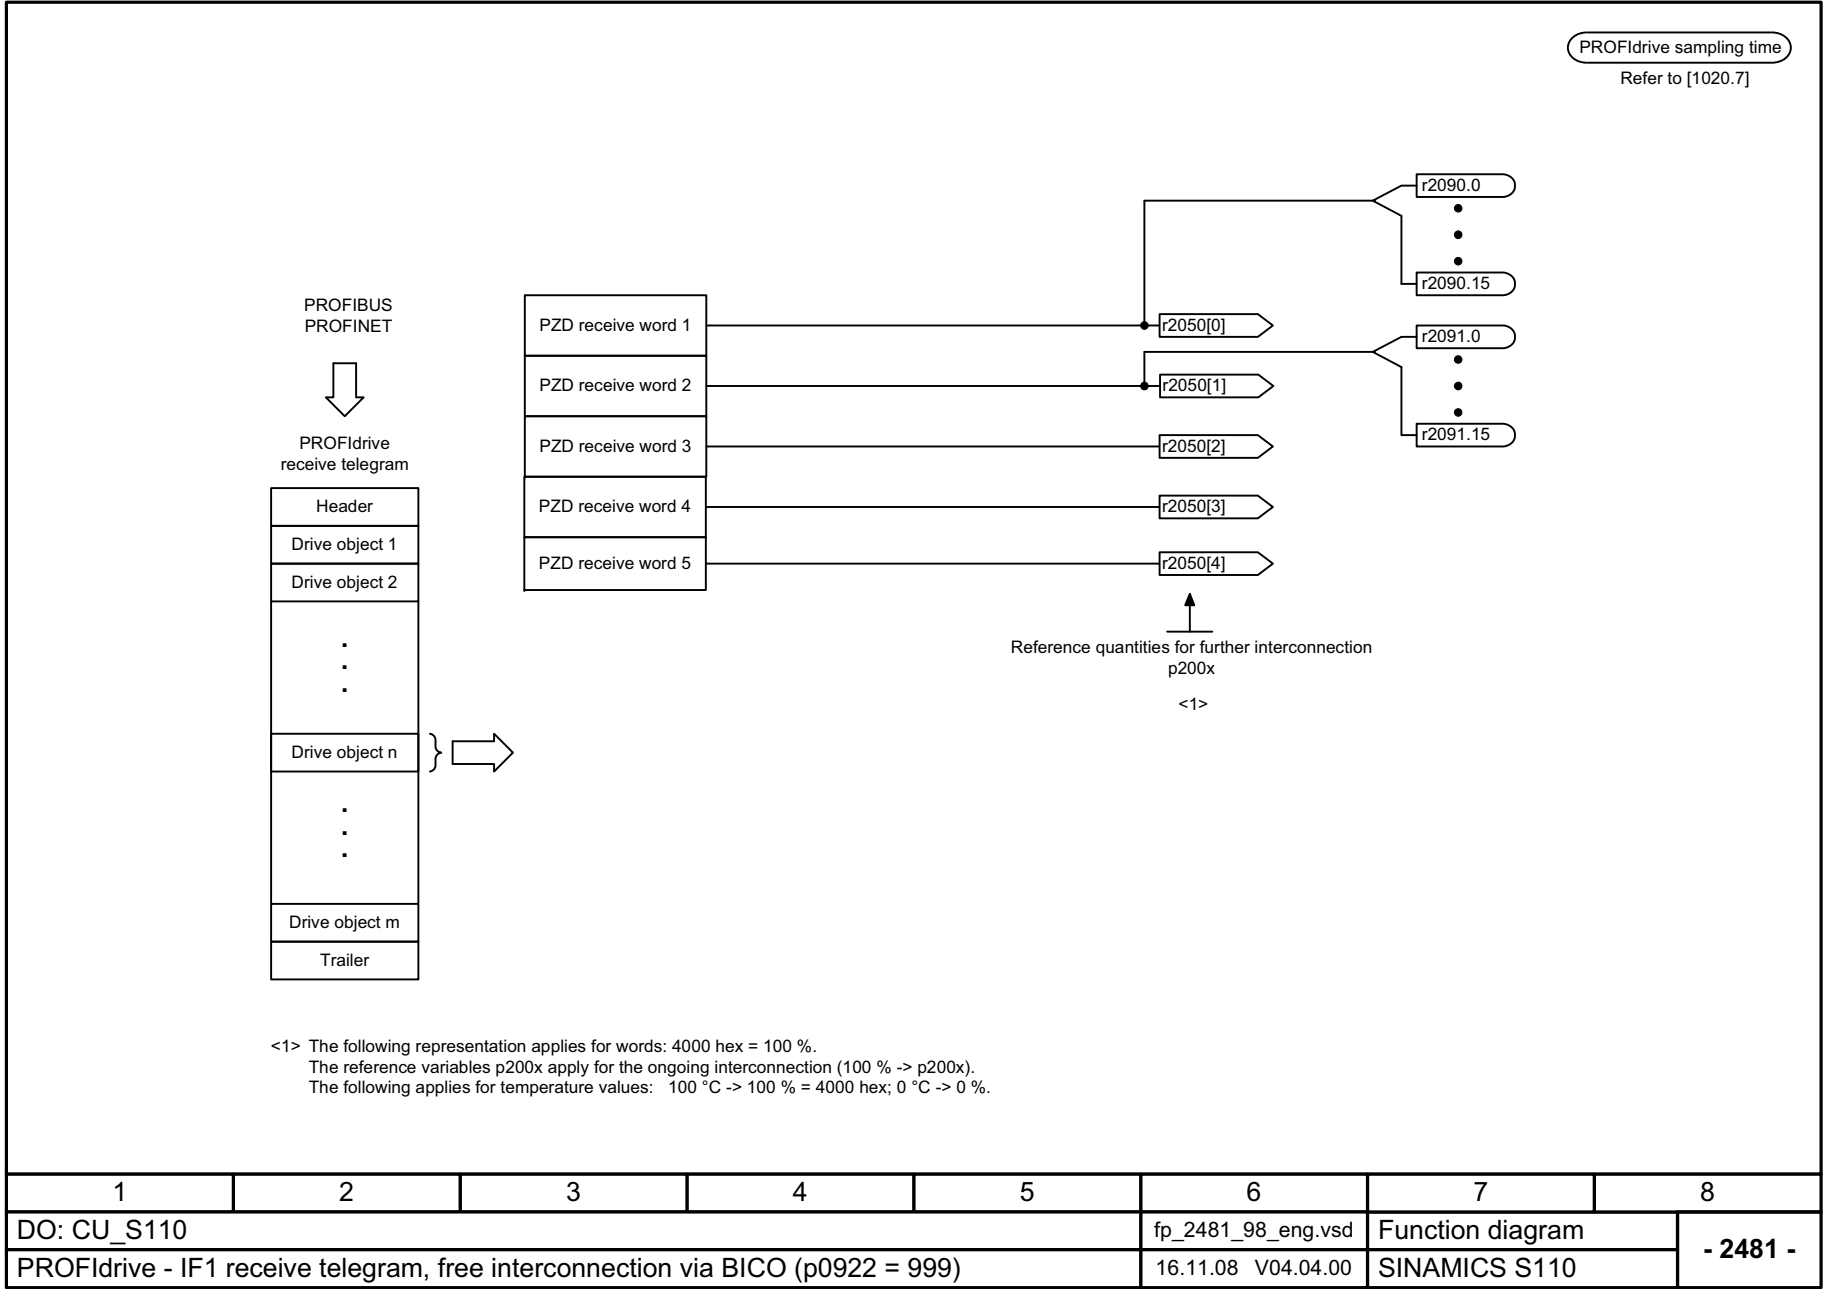 PROFIdrive sampling time
Refer to [1020.7]
PROFIBUS
PROFINET
PROFIdrive
receive telegram
Header
Drive object 1
Drive object 2
Drive object n
Drive object m
Trailer
PZD receive word 1
PZD receive word 2
PZD receive word 3
PZD receive word 4
PZD receive word 5
r2050[0]
r2050[1]
r2050[2]
r2050[3]
r2050[4]
r2090.0
r2090.15
r2091.0
r2091.15
Reference quantities for further interconnection
p200x
<1>
<1> The following representation applies for words: 4000 hex = 100 %.
The reference variables p200x apply for the ongoing interconnection (100 % -> p200x).
The following applies for temperature values: 100 °C -> 100 % = 4000 hex; 0 °C -> 0 %.
1 2 3 4 5 6 7 8
DO: CU_S110 fp_2481_98_eng.vsd Function diagram
- 2481 -
PROFIdrive - IF1 receive telegram, free interconnection via BICO (p0922 = 999) 16.11.08 V04.04.00 SINAMICS S110